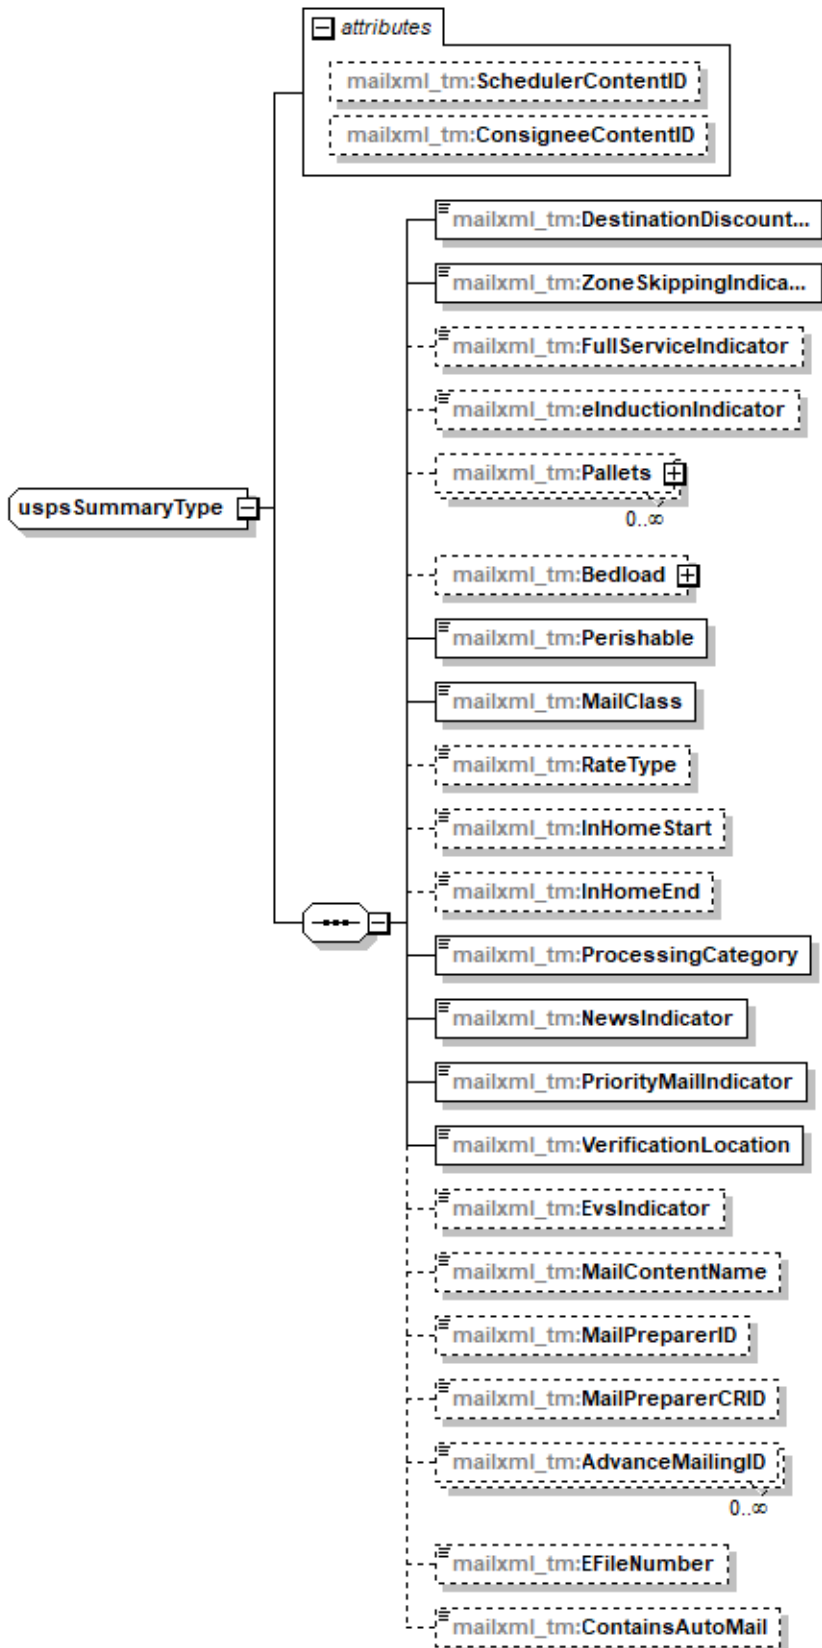 attributes
mailxml_tm:SchedulerContentID
mailxml_tm:ConsigneeContentID
mailxml_tm:DestinationDiscount...
mailxml_tm:ZoneSkippingIndica...
mailxml_tm:FullServiceIndicator
mailxml_tm:eInductionIndicator
mailxml_tm:Pallets
uspsSummaryType
0..∞
mailxml_tm:Bedload
mailxml_tm:Perishable
mailxml_tm:MailClass
mailxml_tm:RateType
mailxml_tm:InHomeStart
mailxml_tm:InHomeEnd
mailxml_tm:ProcessingCategory
mailxml_tm:NewsIndicator
mailxml_tm:PriorityMailIndicator
mailxml_tm:VerificationLocation
mailxml_tm:EvsIndicator
mailxml_tm:MailContentName
mailxml_tm:MailPreparerID
mailxml_tm:MailPreparerCRID
mailxml_tm:AdvanceMailingID
0..∞
mailxml_tm:EFileNumber
mailxml_tm:ContainsAutoMail